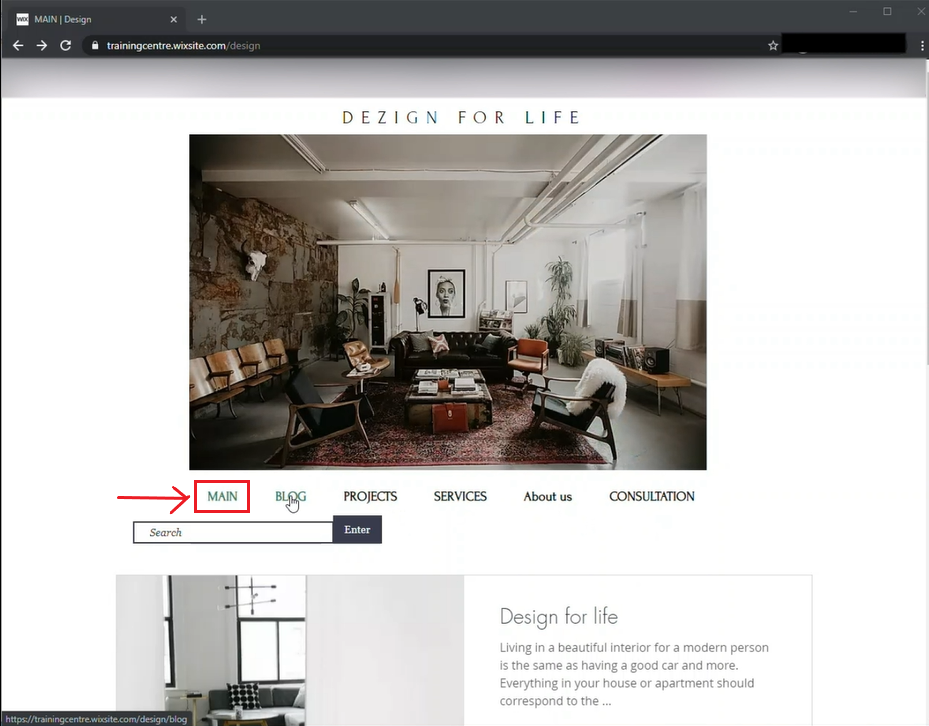 WIX MAIN | Design
trainingcentre.wixsite.com/design
DEZIGN FOR LIFE
MAIN BLOG PROJECTS SERVICES About us CONSULTATION
Search Enter
Design for life
Living in a beautiful interior for a modern person
is the same as having a good car and more.
Everything in your house or apartment should
correspond to the ...
https://trainingcentre.wixsite.com/design/blog